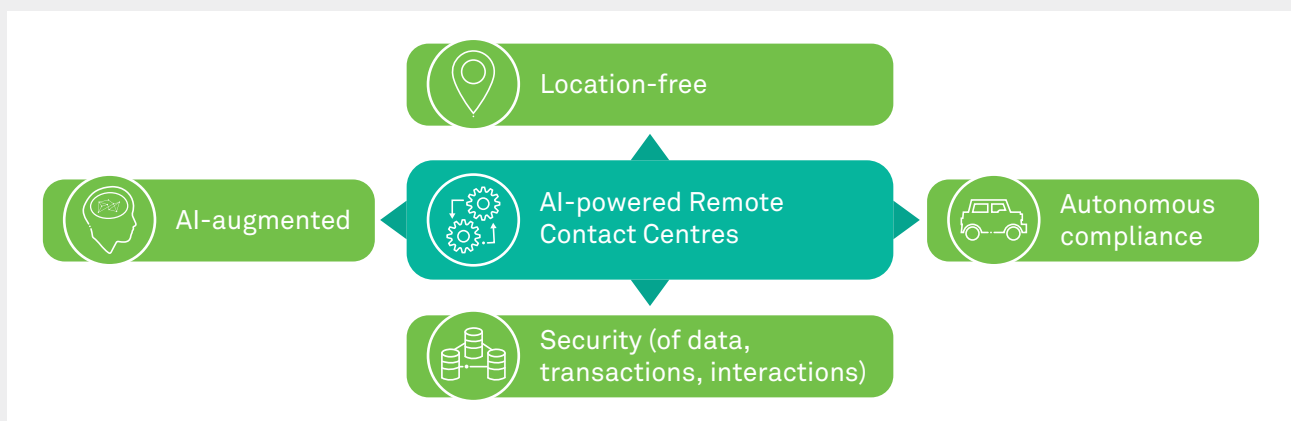 Location-free
AI-augmented
AI-powered Remote
Contact Centres
Autonomous
compliance
Security (of data,
transactions, interactions)